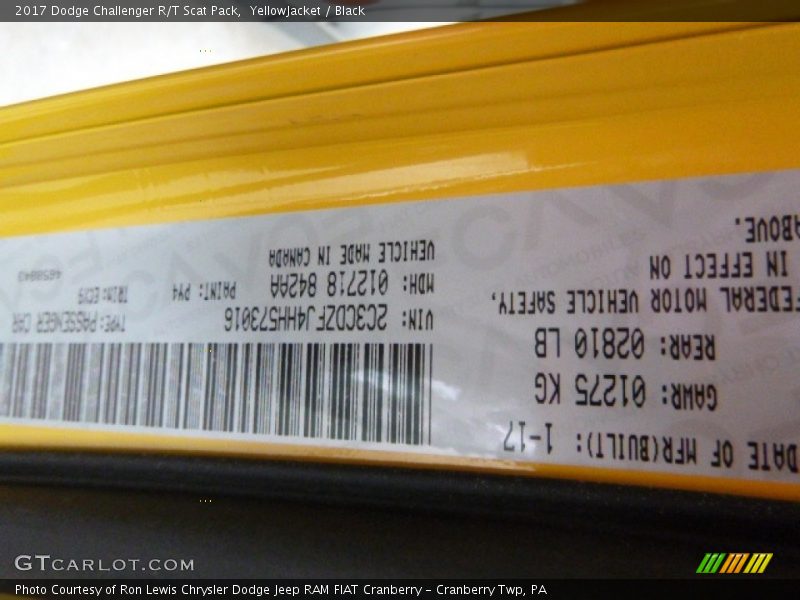 2017 Dodge Challenger R/T Scat Pack, YellowJacket / Black
DATE OF MFR(BUILT): 1-17
GAWR: 01275 KG
REAR: 02810 LB
FEDERAL MOTOR VEHICLE SAFETY,
IN EFFECT ON
ABOVE.
VIN: 2C3CDZFJ4HH573016 TYPE: PASSENGER CAR
MDH: 012718 842AA PAINT: PY4 TRIM: ECX9
VEHICLE MADE IN CANADA
GTCARLOT.COM
Photo Courtesy of Ron Lewis Chrysler Dodge Jeep RAM FIAT Cranberry – Cranberry Twp, PA